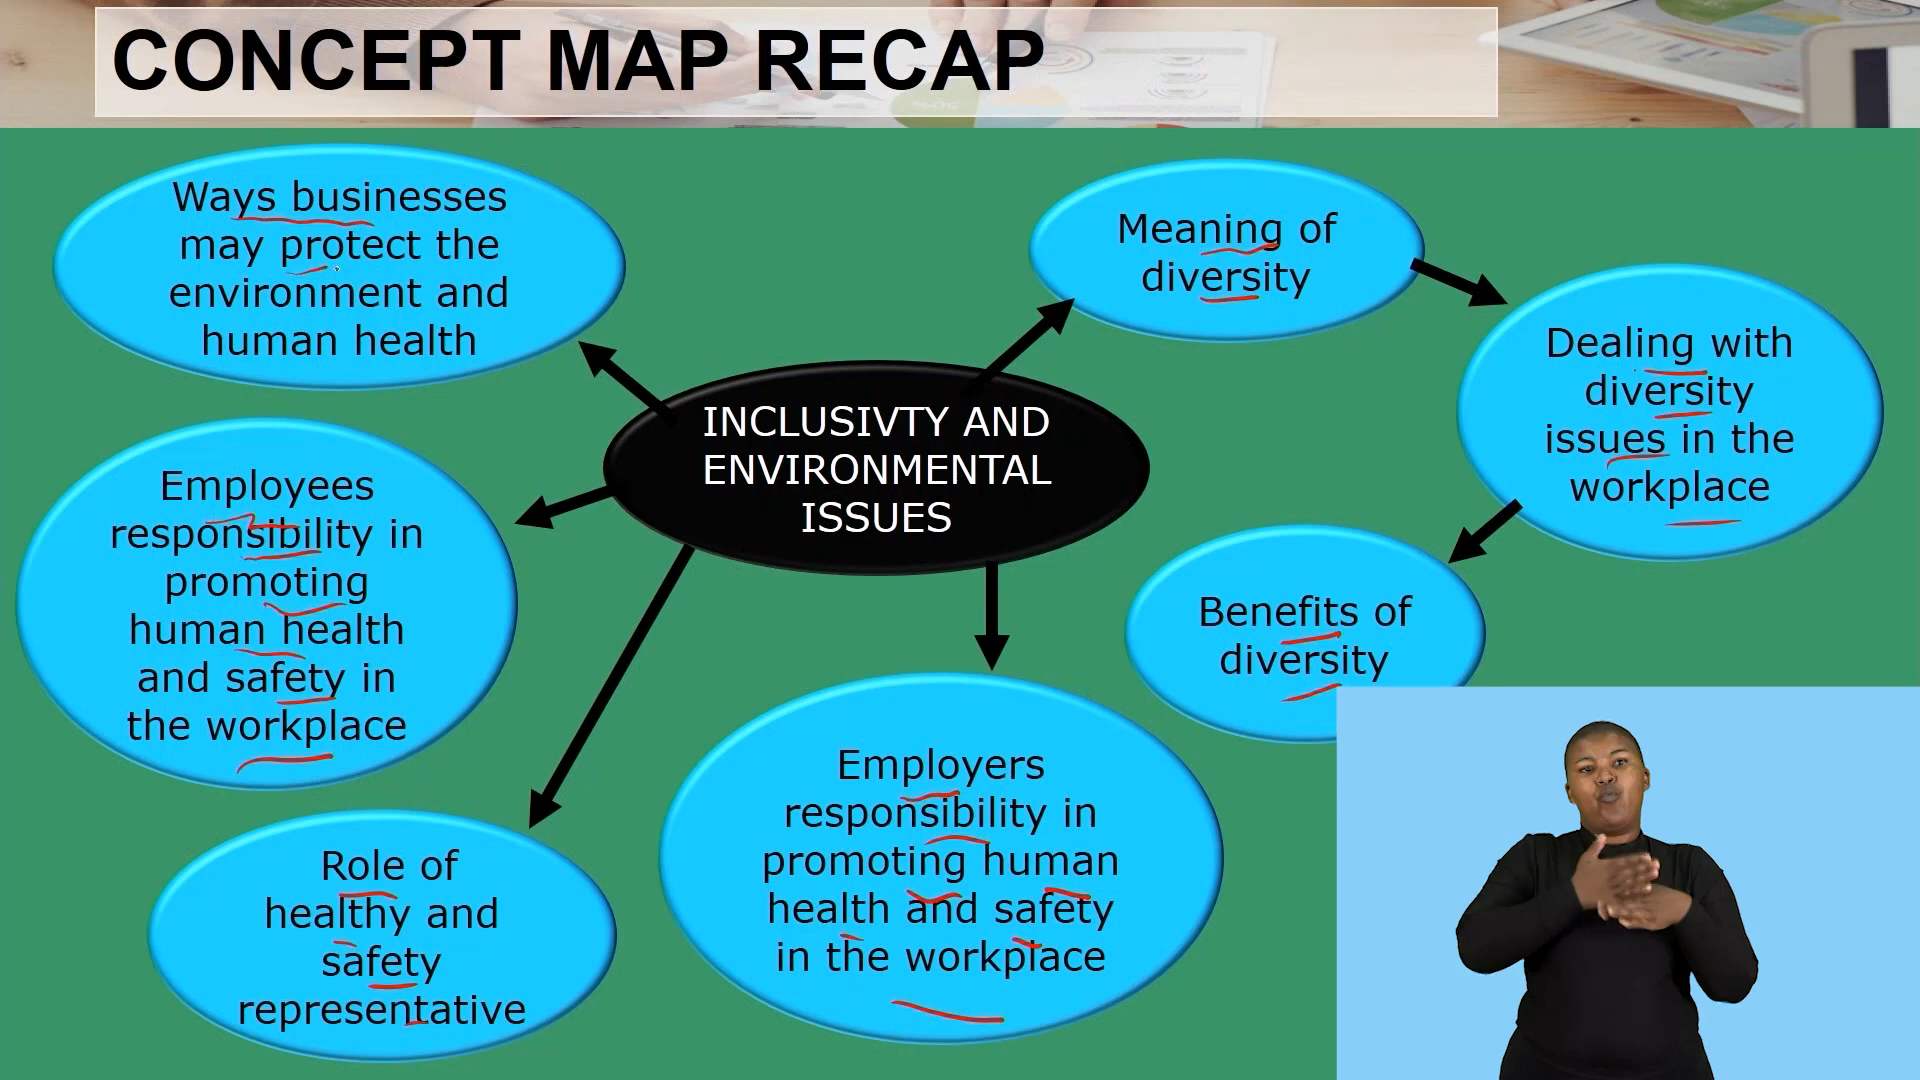 CONCEPT MAP RECAP
Ways businesses
may protect the
environment and
human health
Meaning of
diversity
Dealing with
diversity
issues in the
workplace
INCLUSIVTY AND
ENVIRONMENTAL
ISSUES
Employees
responsibility in
promoting
human health
and safety in
the workplace
Benefits of
diversity
Employers
responsibility in
promoting human
health and safety
in the workplace
Role of
healthy and
safety
representative